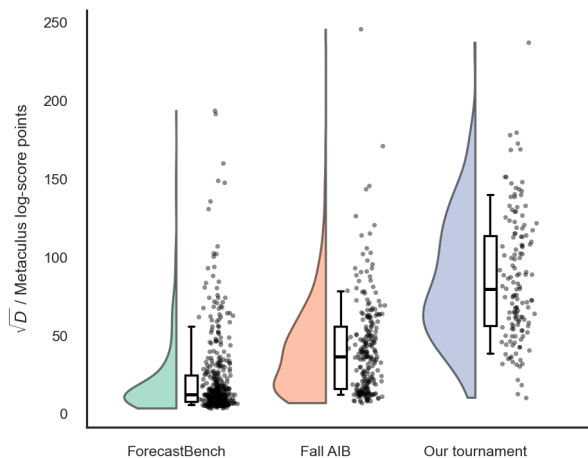 250
200
150
100
50
0
√D / Metaculus log-score points
ForecastBench
Fall AIB
Our tournament